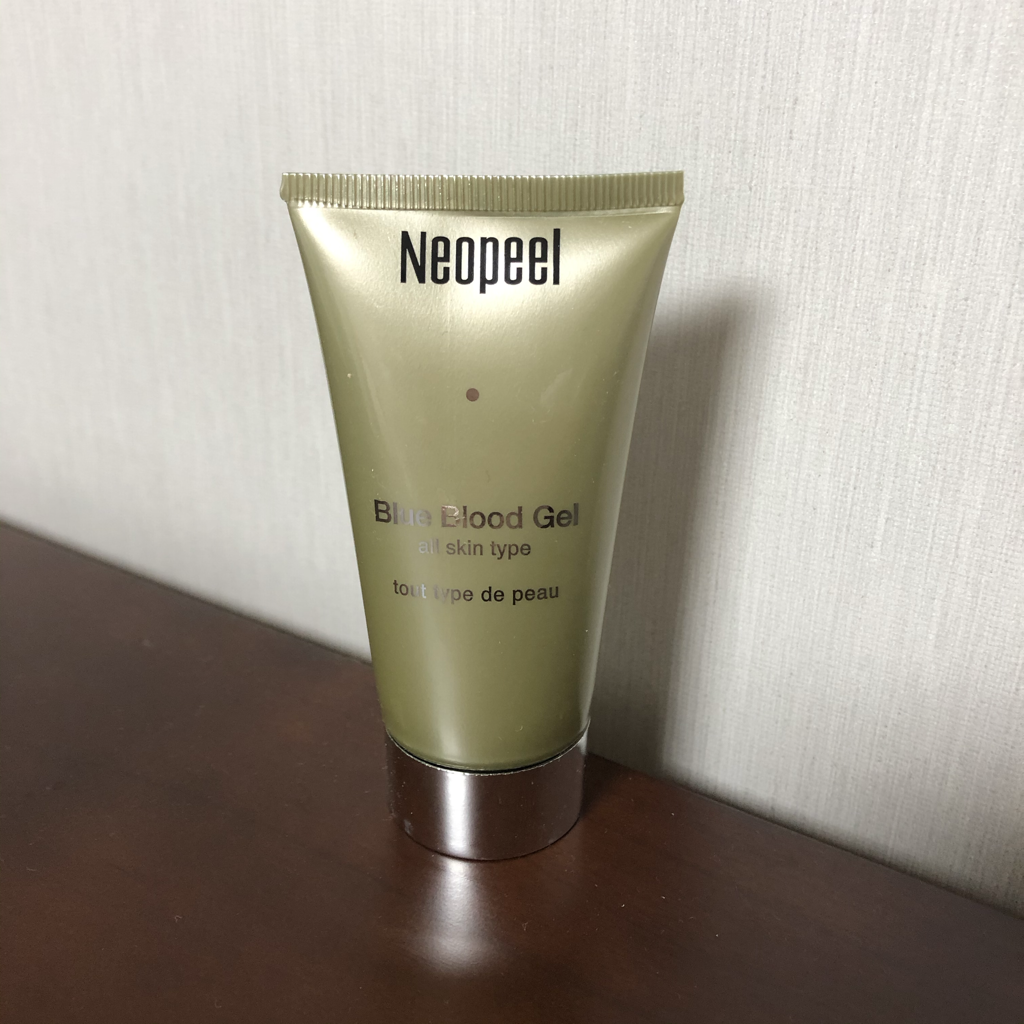 Neopeel
Blue Blood Gel
all skin type
tout type de peau